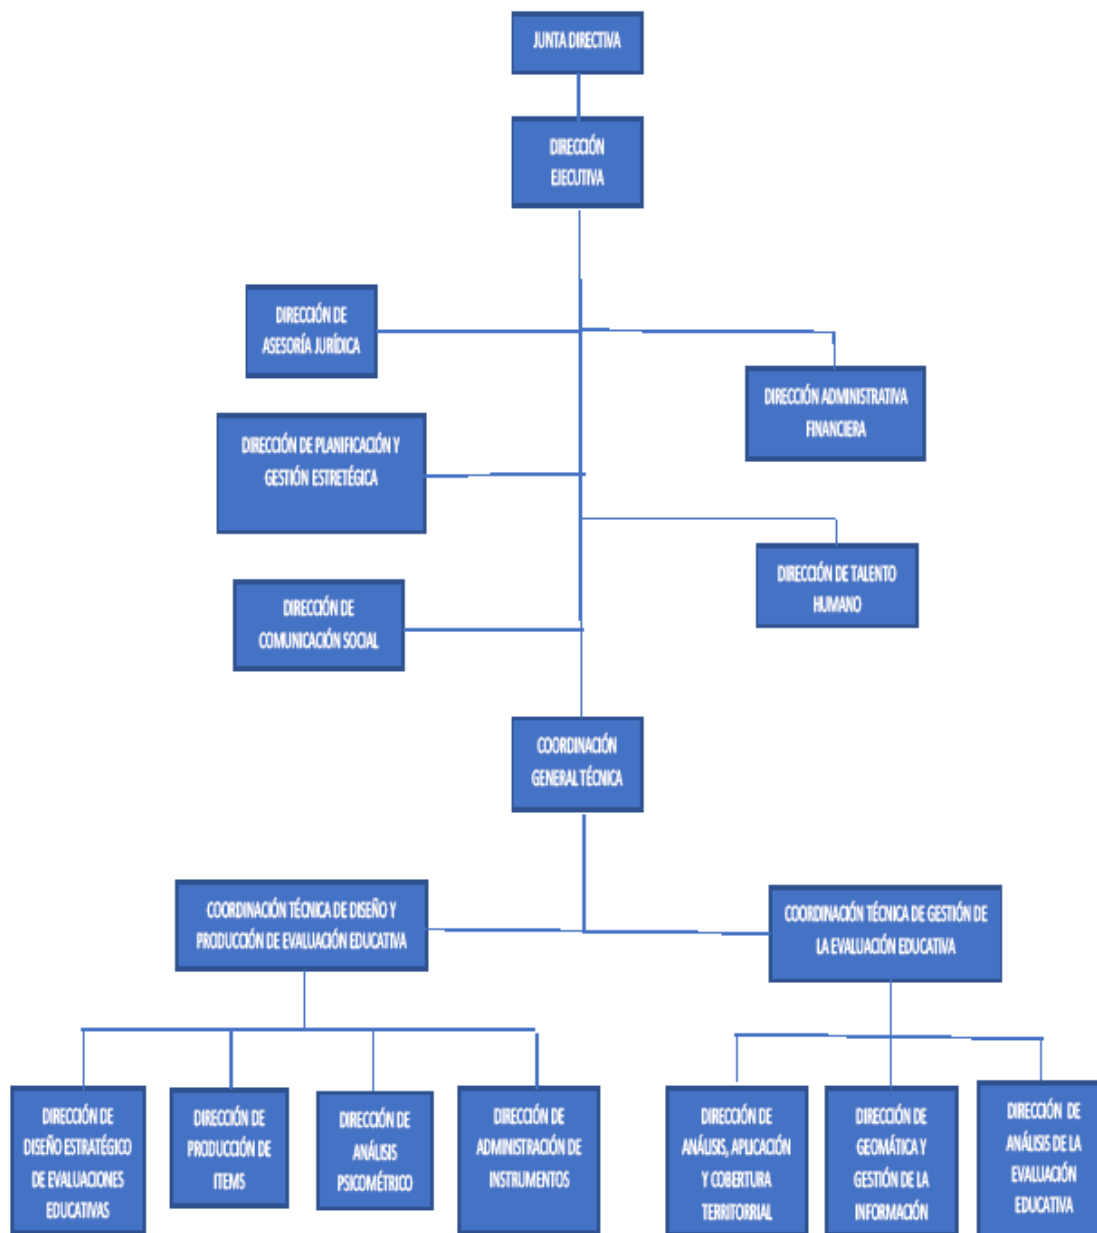 JUNTA DIRECTIVA
DIRECCIÓN
EJECUTIVA
DIRECCIÓN DE
ASESORÍA JURÍDICA
DIRECCIÓN ADMINISTRATIVA
FINANCIERA
DIRECCIÓN DE PLANIFICACIÓN Y
GESTIÓN ESTRETÉGICA
DIRECCIÓN DE TALENTO
HUMANO
DIRECCIÓN DE
COMUNICACIÓN SOCIAL
COORDINACIÓN
GENERAL TÉCNICA
COORDINACIÓN TÉCNICA DE DISEÑO Y
PRODUCCIÓN DE EVALUACIÓN EDUCATIVA
COORDINACIÓN TÉCNICA DE GESTIÓN DE
LA EVALUACIÓN EDUCATIVA
DIRECCIÓN DE
DISEÑO ESTRATÉGICO
DE EVALUACIONES
EDUCATIVAS
DIRECCIÓN DE
PRODUCCIÓN DE
ITEMS
DIRECCIÓN DE
ANÁLISIS
PSICOMÉTRICO
DIRECCIÓN DE
ADMINISTRACIÓN DE
INSTRUMENTOS
DIRECCIÓN DE
ANÁLISIS, APLICACIÓN
Y COBERTURA
TERRITORRIAL
DIRECCIÓN DE
GEOMÁTICA Y
GESTIÓN DE LA
INFORMACIÓN
DIRECCIÓN DE
ANÁLISIS DE LA
EVALUACIÓN
EDUCATIVA